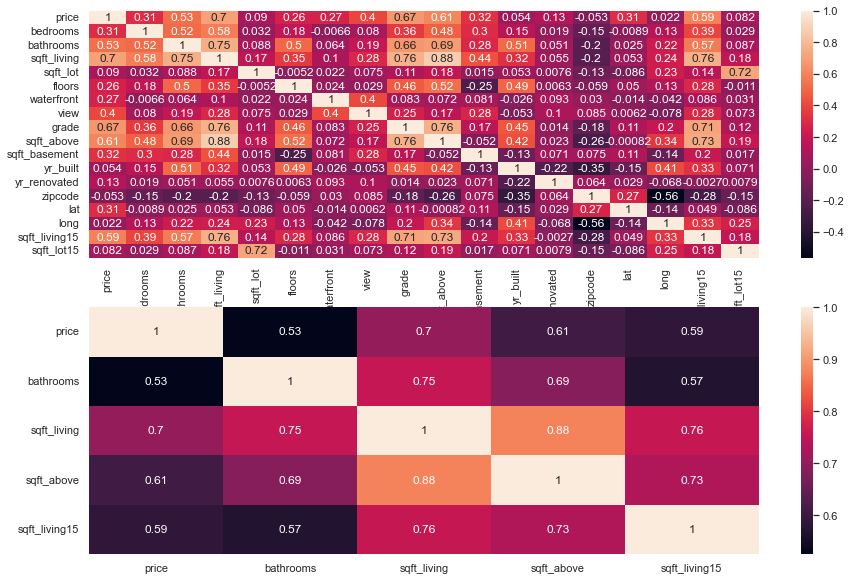 price 1 0.31 0.53 0.7 0.09 0.26 0.27 0.4 0.67 0.61 0.32 0.054 0.13 -0.053 0.31 0.022 0.59 0.082 1.0
bedrooms 0.31 1 0.52 0.58 0.032 0.18 -0.0066 0.08 0.36 0.48 0.3 0.15 0.019 -0.15 -0.0089 0.13 0.39 0.029
bathrooms 0.53 0.52 1 0.75 0.088 0.5 0.064 0.19 0.66 0.69 0.28 0.51 0.051 -0.2 0.025 0.22 0.57 0.087 0.8
sqft_living 0.7 0.58 0.75 1 0.17 0.35 0.1 0.28 0.76 0.88 0.44 0.32 0.055 -0.2 0.053 0.24 0.76 0.18
sqft_lot 0.09 0.032 0.088 0.17 1 -0.0052 0.022 0.075 0.11 0.18 0.015 0.053 0.0076 -0.13 -0.086 0.23 0.14 0.72 0.6
floors 0.26 0.18 0.5 0.35 -0.0052 1 0.024 0.029 0.46 0.52 -0.25 0.49 0.0063 -0.059 0.05 0.13 0.28 -0.011
waterfront 0.27 -0.0066 0.064 0.1 0.022 0.024 1 0.4 0.083 0.072 0.081 -0.026 0.093 0.03 -0.014 -0.042 0.086 0.031 0.4
view 0.4 0.08 0.19 0.28 0.075 0.029 0.4 1 0.25 0.17 0.28 -0.053 0.1 0.085 0.0062 -0.078 0.28 0.073
grade 0.67 0.36 0.66 0.76 0.11 0.46 0.083 0.25 1 0.76 0.17 0.45 0.014 -0.18 0.11 0.2 0.71 0.12 0.2
sqft_above 0.61 0.48 0.69 0.88 0.18 0.52 0.072 0.17 0.76 1 -0.052 0.42 0.023 -0.26 -0.00082 0.34 0.73 0.19
sqft_basement 0.32 0.3 0.28 0.44 0.015 -0.25 0.081 0.28 0.17 -0.052 1 -0.13 0.071 0.075 0.11 -0.14 0.2 0.017
yr_built 0.054 0.15 0.51 0.32 0.053 0.49 -0.026 -0.053 0.45 0.42 -0.13 1 -0.22 -0.35 -0.15 0.41 0.33 0.071 0.0
yr_renovated 0.13 0.019 0.051 0.055 0.0076 0.0063 0.093 0.1 0.014 0.023 0.071 -0.22 1 0.064 0.029 -0.068 -0.0027 0.0079
zipcode -0.053 -0.15 -0.2 -0.2 -0.13 -0.059 0.03 0.085 -0.18 -0.26 0.075 -0.35 0.064 1 0.27 -0.56 -0.28 -0.15 -0.2
lat 0.31 -0.0089 0.025 0.053 -0.086 0.05 -0.014 0.0062 0.11 -0.00082 0.11 -0.15 0.029 0.27 1 -0.14 0.049 -0.086
long 0.022 0.13 0.22 0.24 0.23 0.13 -0.042 -0.078 0.2 0.34 -0.14 0.41 -0.068 -0.56 -0.14 1 0.33 0.25
sqft_living15 0.59 0.39 0.57 0.76 0.14 0.28 0.086 0.28 0.71 0.73 0.2 0.33 -0.0027 -0.28 0.049 0.33 1 0.18 -0.4
sqft_lot15 0.082 0.029 0.087 0.18 0.72 -0.011 0.031 0.073 0.12 0.19 0.017 0.071 0.0079 -0.15 -0.086 0.25 0.18 1
price drooms throoms ft_living sqft_lot floors aterfront view grade _above sement yr_built novated zipcode lat long living15 ft_lot15
price 1 0.53 0.7 0.61 0.59 1.0
bathrooms 0.53 1 0.75 0.69 0.57 0.9
sqft_living 0.7 0.75 1 0.88 0.76 0.8
sqft_above 0.61 0.69 0.88 1 0.73 0.7
sqft_living15 0.59 0.57 0.76 0.73 1 0.6
price bathrooms sqft_living sqft_above sqft_living15